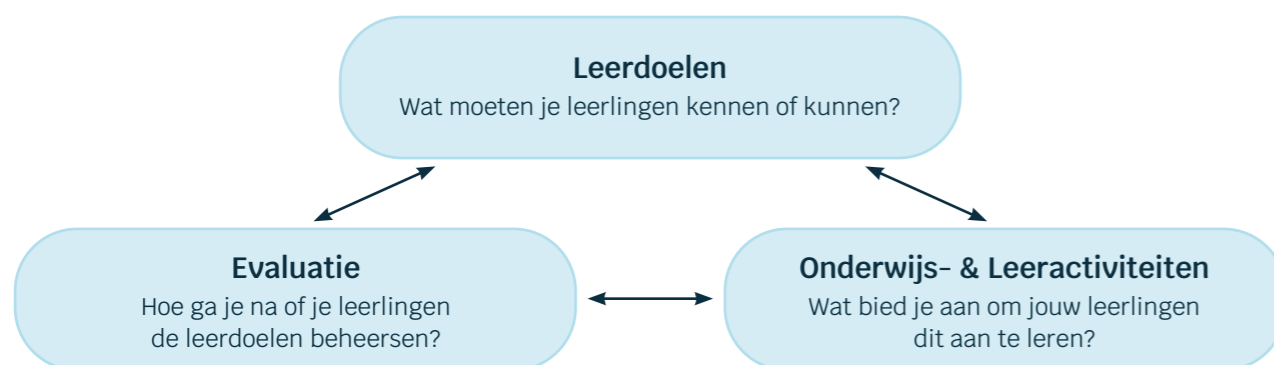 Leerdoelen
Wat moeten je leerlingen kennen of kunnen?
Evaluatie
Hoe ga je na of je leerlingen
de leerdoelen beheersen?
Onderwijs- & Leeractiviteiten
Wat bied je aan om jouw leerlingen
dit aan te leren?